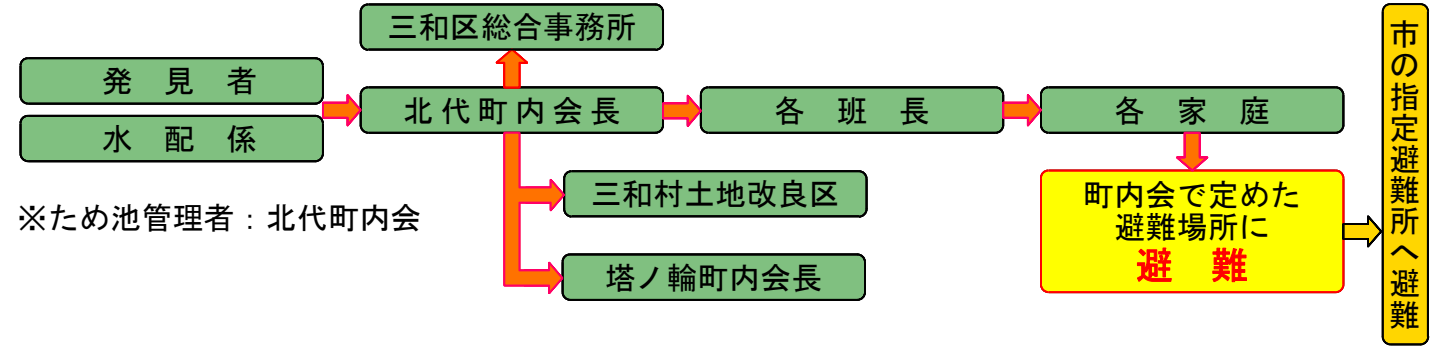 三和区総合事務所
発見者
水配係
北代町内会長
各班長
各家庭
三和村土地改良区
塔ノ輪町内会長
※ため池管理者：北代町内会
町内会で定めた
避難場所に
避難
市の指定避難所へ避難